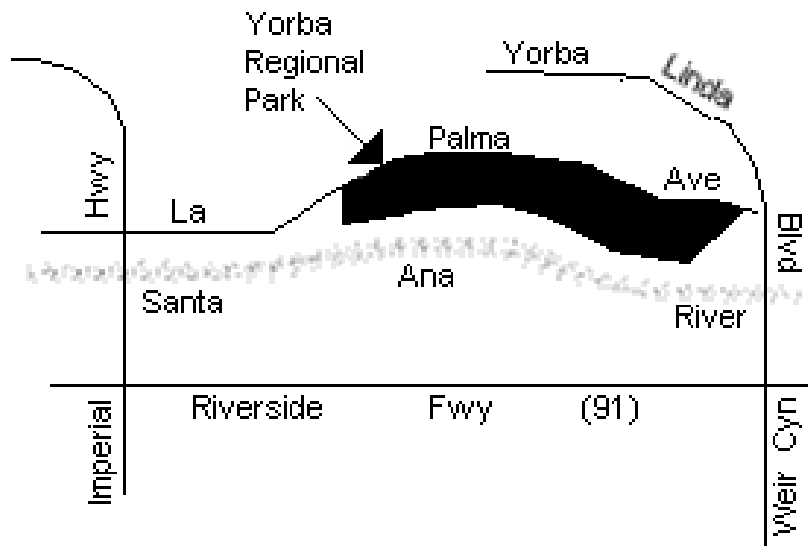 Yorba
Regional
Park
Yorba Linda Blvd
La Palma Ave
Imperial Hwy
Santa Ana River
Riverside Fwy (91)
Weir Cyn